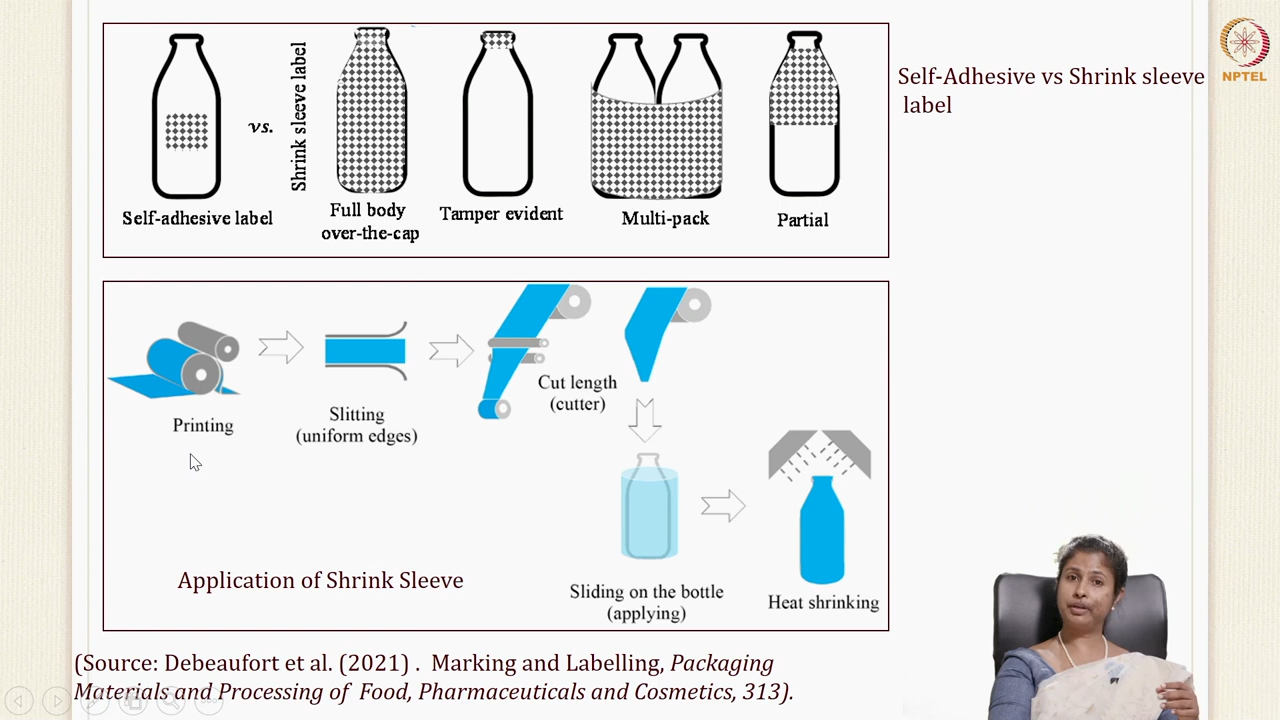 Self-Adhesive vs Shrink sleeve
label
NPTEL
vs.
Shrink sleeve label
Self-adhesive label
Full body
over-the-cap
Tamper evident
Multi-pack
Partial
Printing
Slitting
(uniform edges)
Cut length
(cutter)
Sliding on the bottle
(applying)
Heat shrinking
Application of Shrink Sleeve
(Source: Debeaufort et al. (2021) .  Marking and Labelling, Packaging
Materials and Processing of Food, Pharmaceuticals and Cosmetics, 313).